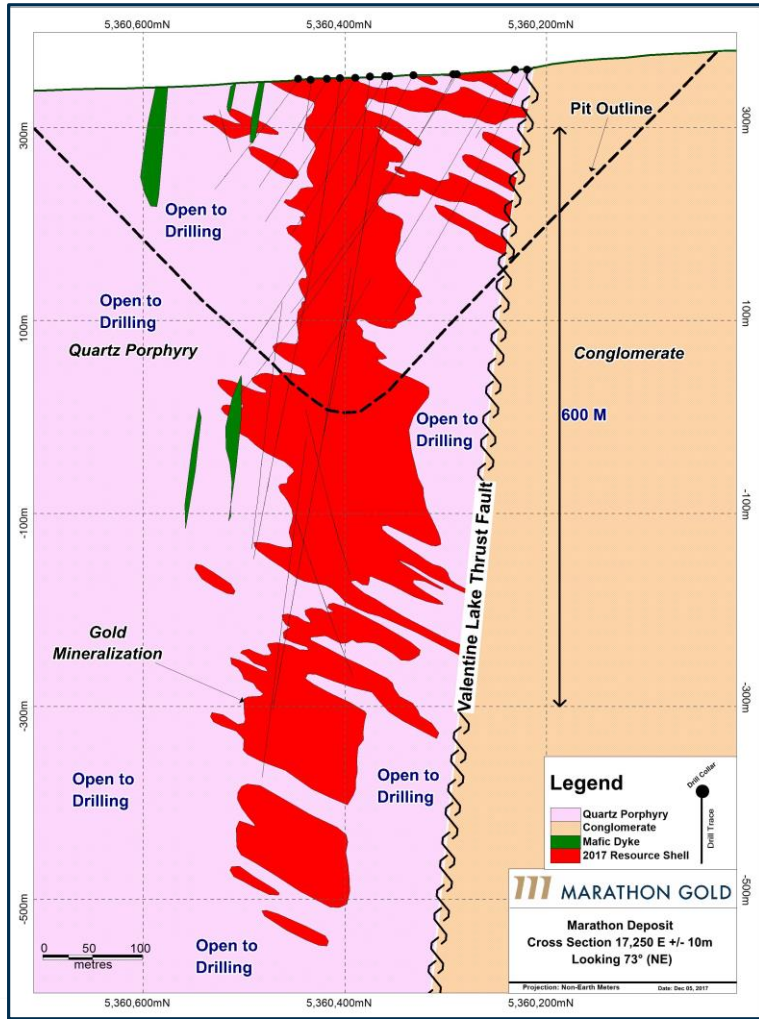 5,360,600mN
5,360,400mN
5,360,200mN
Pit Outline
300m
300m
Open to
Drilling
Open to
Drilling
Quartz Porphyry
100m
100m
Conglomerate
Open to
Drilling
600 M
-100m
-100m
Valentine Lake Thrust Fault
Gold
Mineralization
-300m
-300m
Open to
Drilling
Open to
Drilling
Legend
Drill Collar
Drill Trace
Quartz Porphyry
Conglomerate
Mafic Dyke
2017 Resource Shell
-500m
-500m
MARATHON GOLD
Marathon Deposit
Cross Section 17,250 E +/- 10m
Looking 73° (NE)
Projection: Non-Earth Meters
Date: Dec 05, 2017
Open to
Drilling
0 50 100
metres
5,360,600mN
5,360,400mN
5,360,200mN